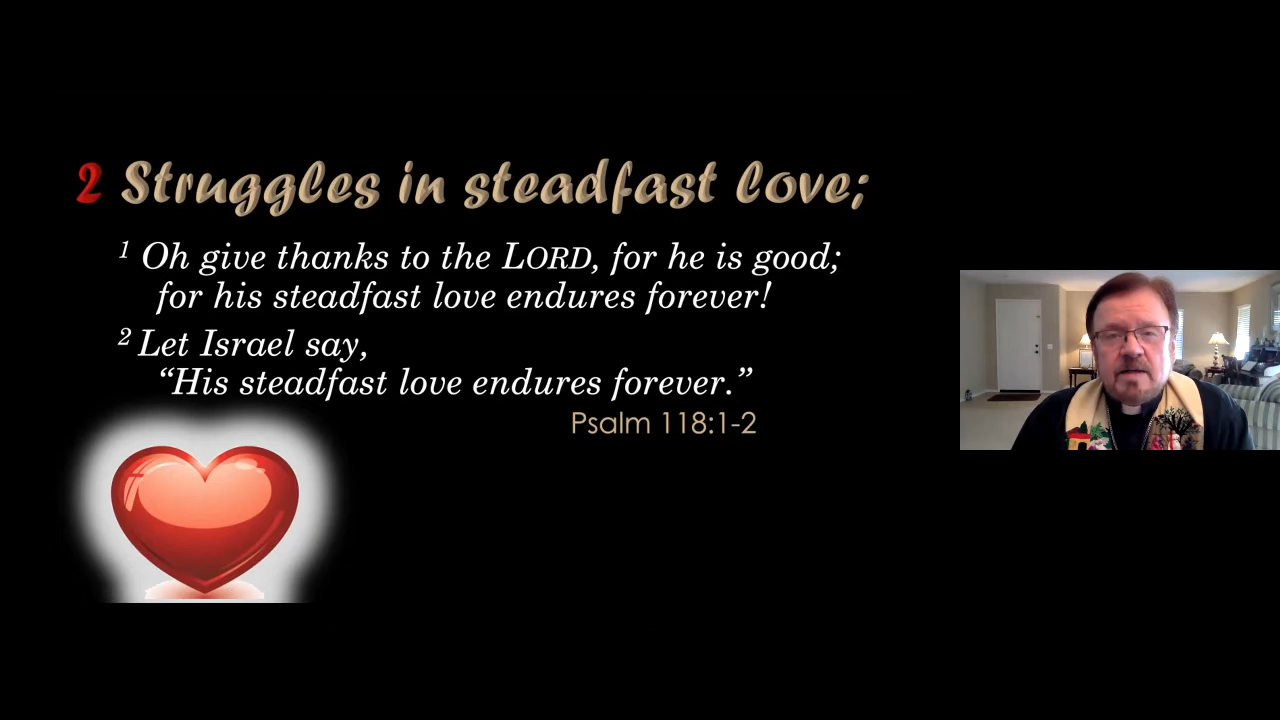 2 Struggles in steadfast love;
1 Oh give thanks to the LORD, for he is good;
for his steadfast love endures forever!
2 Let Israel say,
“His steadfast love endures forever.”
Psalm 118:1-2